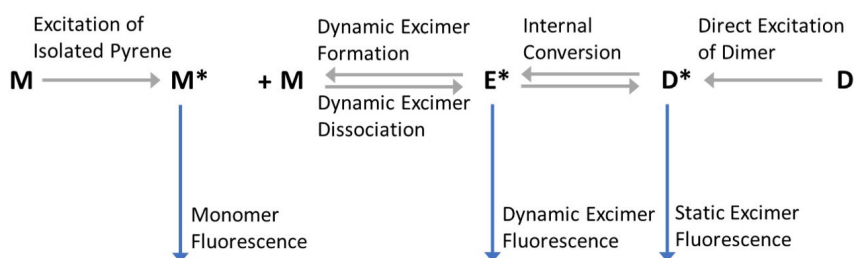 Excitation of
Isolated Pyrene
Dynamic Excimer
Formation
Internal
Conversion
Direct Excitation
of Dimer
M M* + M E* D* D
Dynamic Excimer
Dissociation
Monomer
Fluorescence
Dynamic Excimer
Fluorescence
Static Excimer
Fluorescence